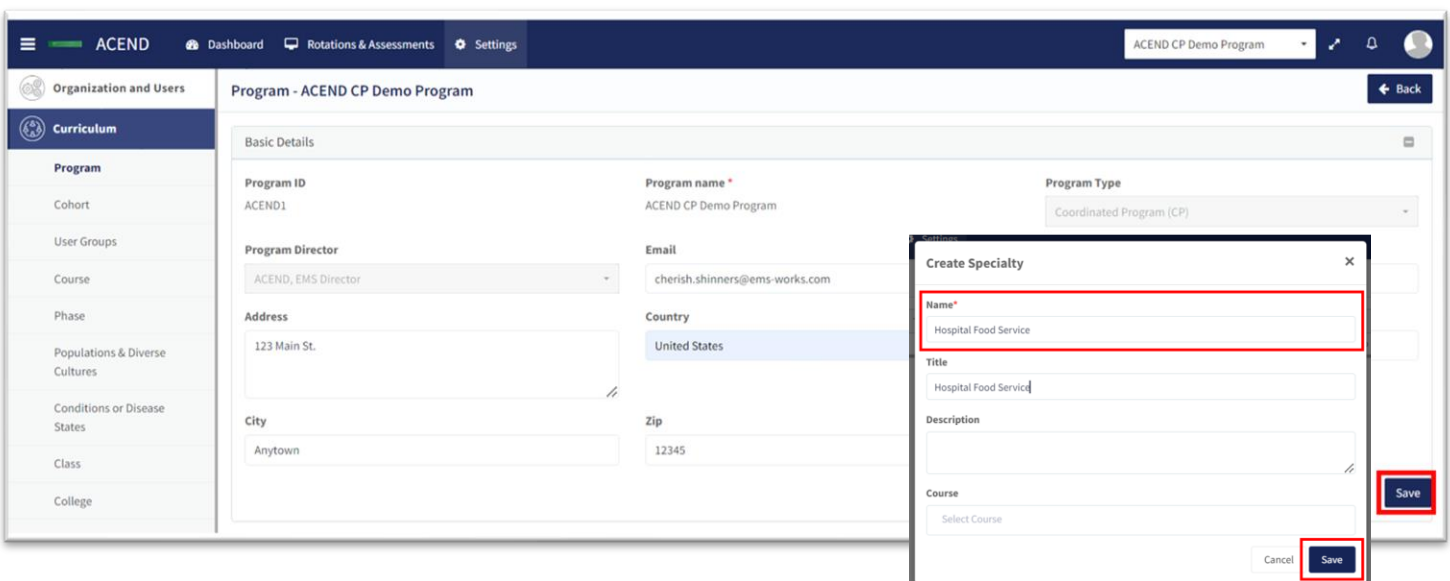 ACEND
Dashboard
Rotations & Assessments
Settings
ACEND CP Demo Program
Organization and Users
Curriculum
Program
Cohort
User Groups
Course
Phase
Populations & Diverse
Cultures
Conditions or Disease
States
Class
College
Program - ACEND CP Demo Program
Back
Basic Details
Program ID
ACEND1
Program name *
ACEND CP Demo Program
Program Type
Coordinated Program (CP)
Program Director
ACEND, EMS Director
Email
cherish.shinners@ems-works.com
Address
123 Main St.
Country
United States
City
Anytown
Zip
12345
Save
Settings
Create Specialty
Name*
Hospital Food Service
Title
Hospital Food Service
Description
Course
Select Course
Cancel
Save